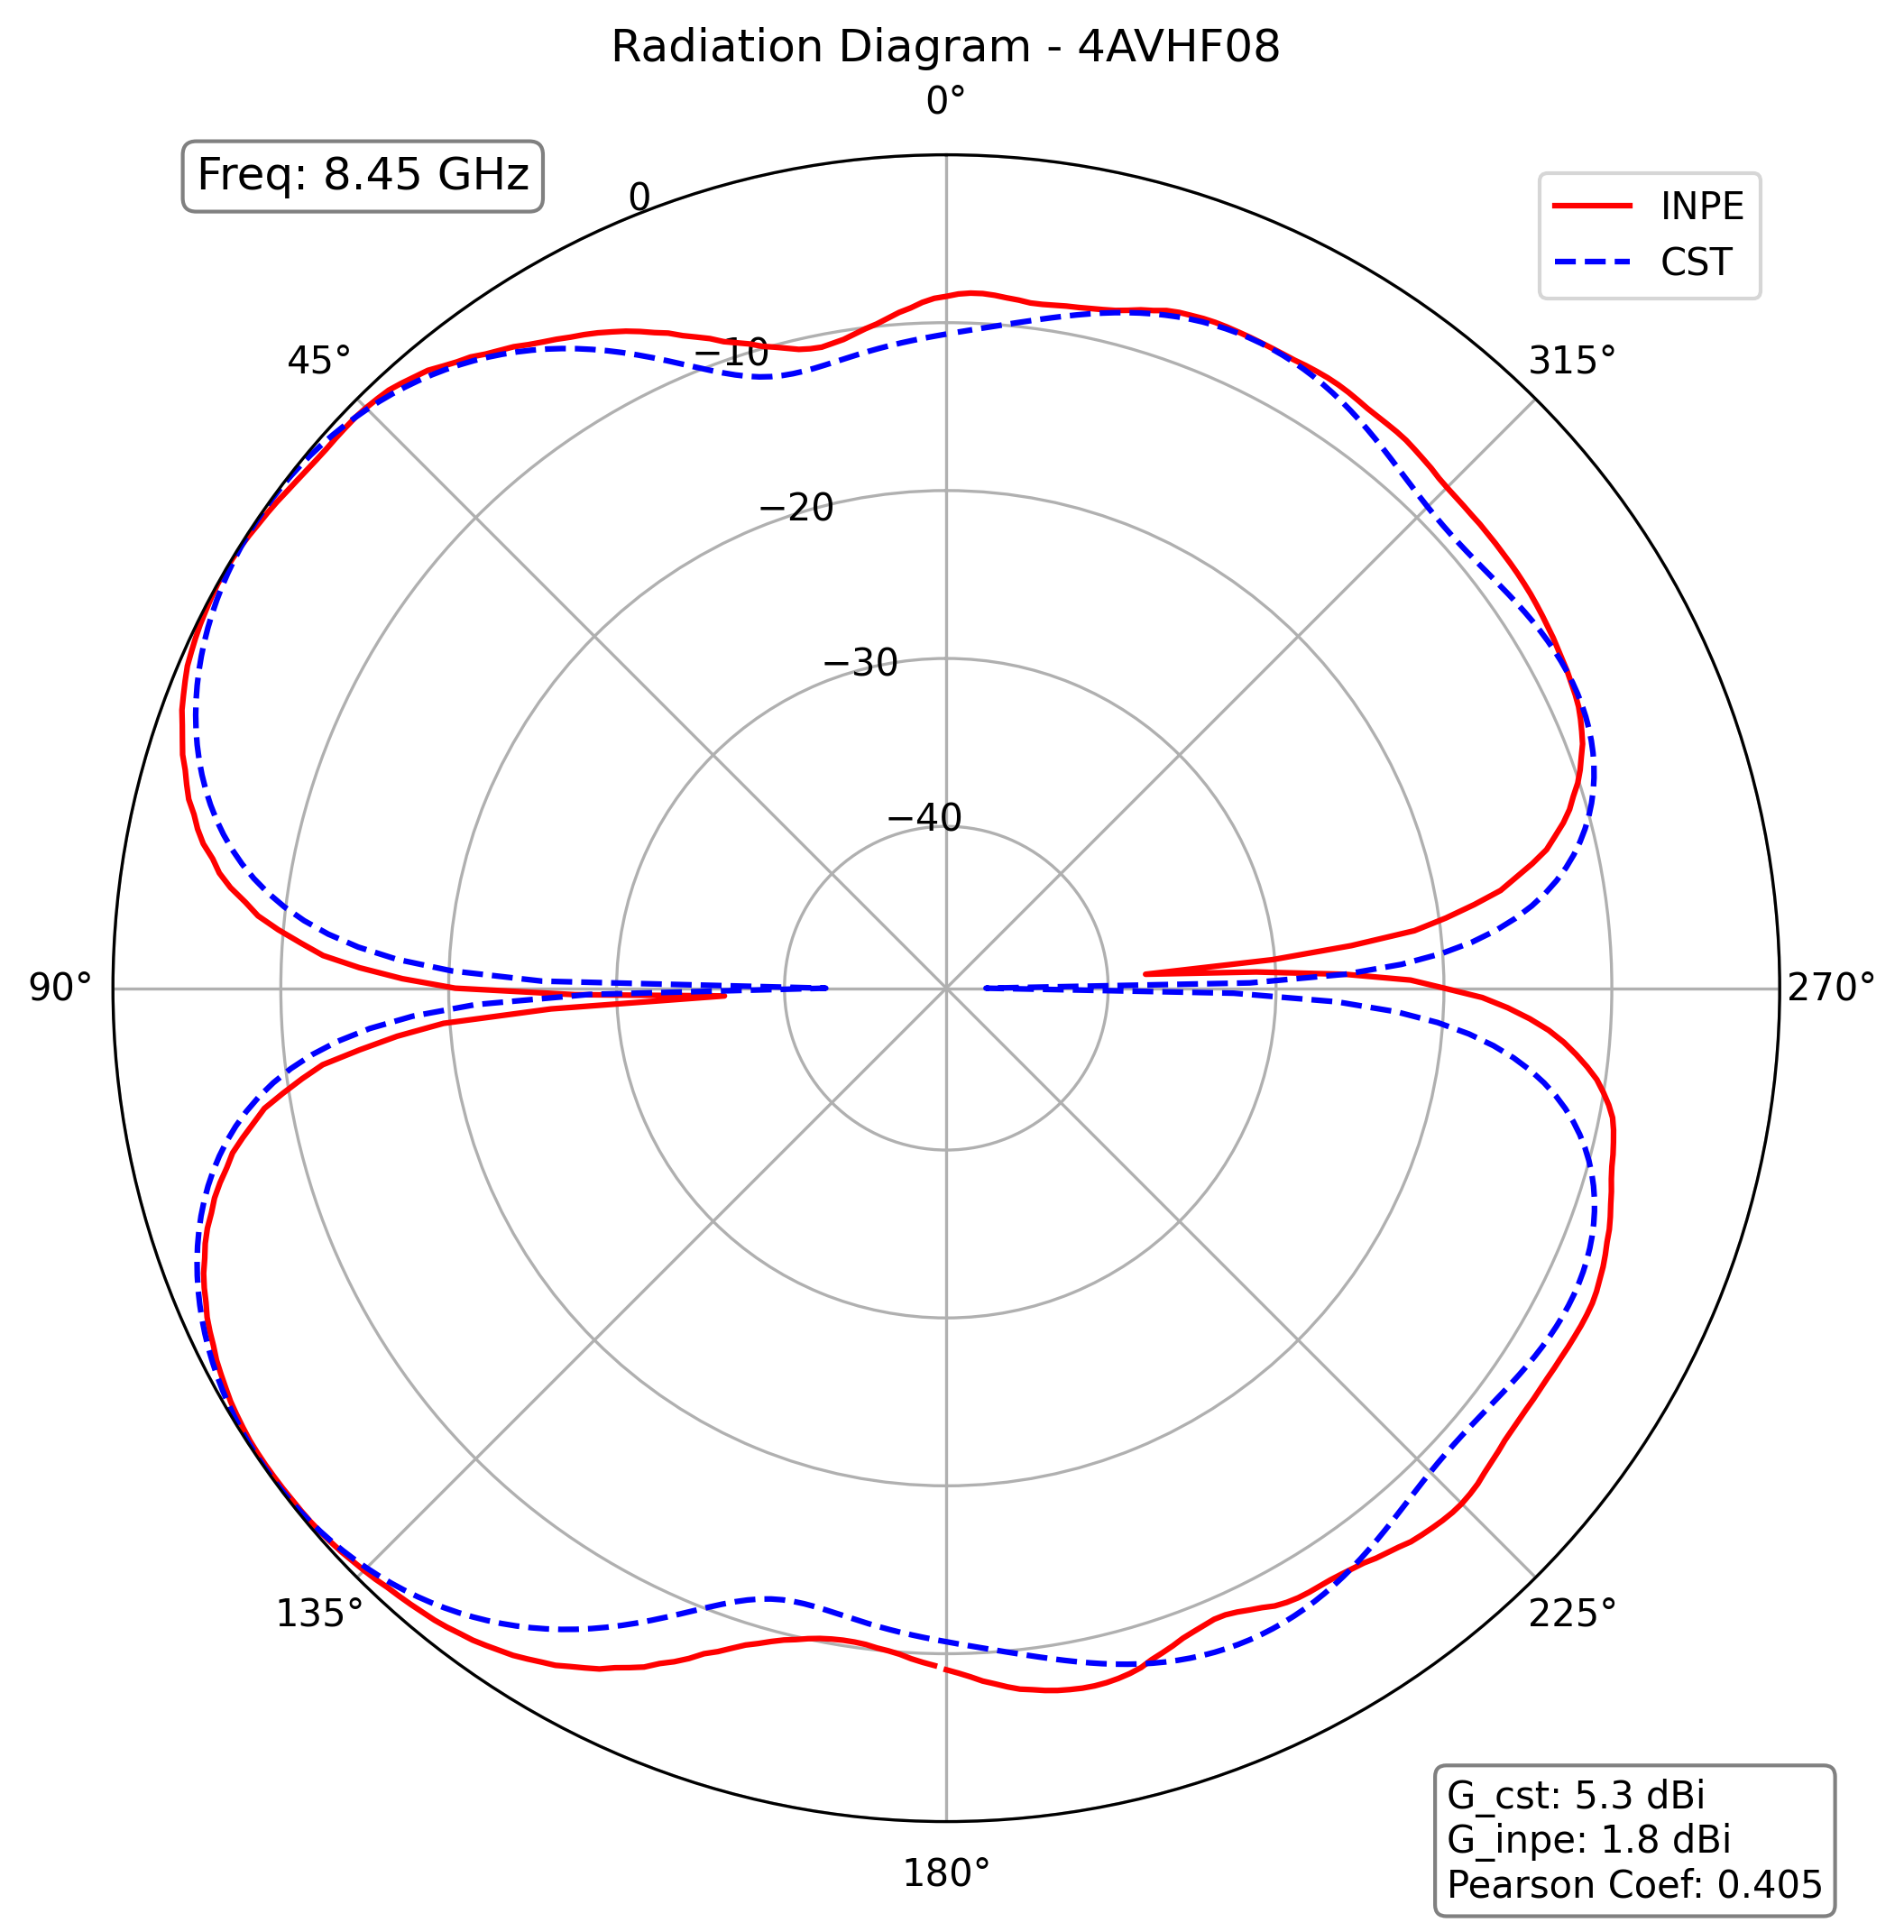 Radiation Diagram - 4AVHF08
0°
Freq: 8.45 GHz
0
INPE
CST
45°
−10
315°
−20
−30
−40
90°
270°
135°
225°
180°
G_cst: 5.3 dBi
G_inpe: 1.8 dBi
Pearson Coef: 0.405